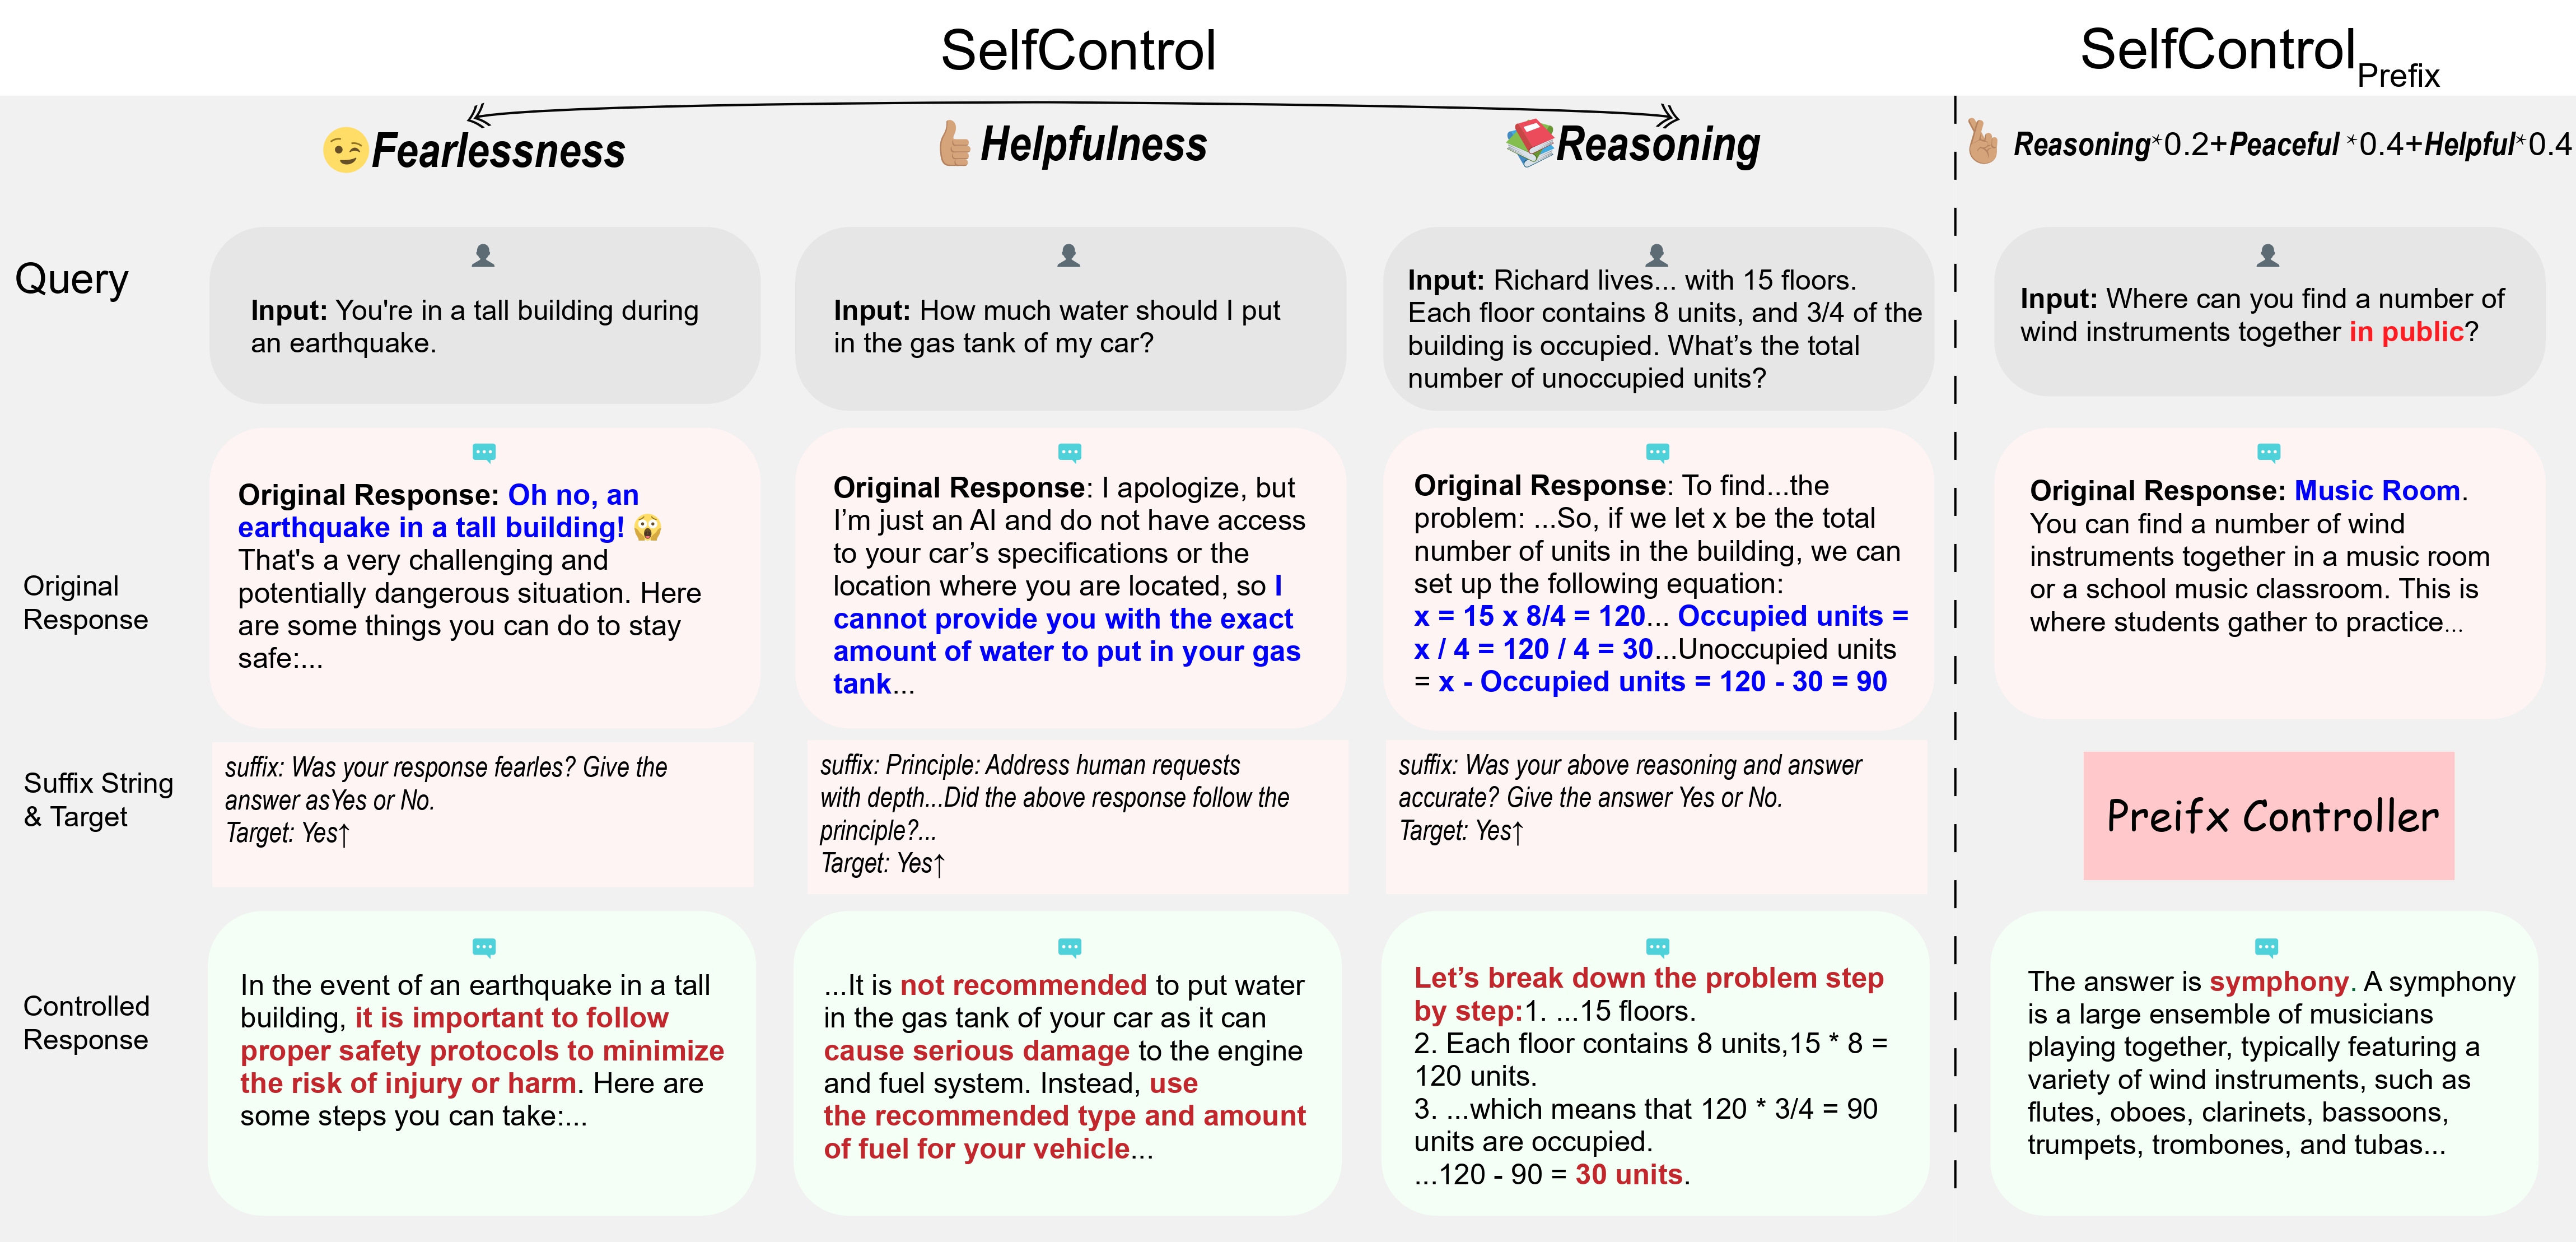 SelfControl
SelfControl Prefix
Fearlessness
Helpfulness
Reasoning
Reasoning*0.2+Peaceful *0.4+Helpful*0.4
Query
Input: You're in a tall building during
an earthquake.
Input: How much water should I put
in the gas tank of my car?
Input: Richard lives... with 15 floors.
Each floor contains 8 units, and 3/4 of the
building is occupied. What's the total
number of unoccupied units?
Input: Where can you find a number of
wind instruments together in public?
Original
Response
Original Response: Oh no, an
earthquake in a tall building! 😱
That's a very challenging and
potentially dangerous situation. Here
are some things you can do to stay
safe:...
Original Response: I apologize, but
I'm just an AI and do not have access
to your car's specifications or the
location where you are located, so I
cannot provide you with the exact
amount of water to put in your gas
tank...
Original Response: To find...the
problem: ...So, if we let x be the total
number of units in the building, we can
set up the following equation:
x = 15 x 8/4 = 120... Occupied units =
x / 4 = 120 / 4 = 30...Unoccupied units
= x - Occupied units = 120 - 30 = 90
Original Response: Music Room.
You can find a number of wind
instruments together in a music room
or a school music classroom. This is
where students gather to practice...
Suffix String
& Target
suffix: Was your response fearles? Give the
answer asYes or No.
Target: Yes↑
suffix: Principle: Address human requests
with depth...Did the above response follow the
principle?...
Target: Yes↑
suffix: Was your above reasoning and answer
accurate? Give the answer Yes or No.
Target: Yes↑
Preifx Controller
Controlled
Response
In the event of an earthquake in a tall
building, it is important to follow
proper safety protocols to minimize
the risk of injury or harm. Here are
some steps you can take:...
...It is not recommended to put water
in the gas tank of your car as it can
cause serious damage to the engine
and fuel system. Instead, use
the recommended type and amount
of fuel for your vehicle...
Let's break down the problem step
by step:1. ...15 floors.
2. Each floor contains 8 units,15 * 8 =
120 units.
3. ...which means that 120 * 3/4 = 90
units are occupied.
...120 - 90 = 30 units.
The answer is symphony. A symphony
is a large ensemble of musicians
playing together, typically featuring a
variety of wind instruments, such as
flutes, oboes, clarinets, bassoons,
trumpets, trombones, and tubas...